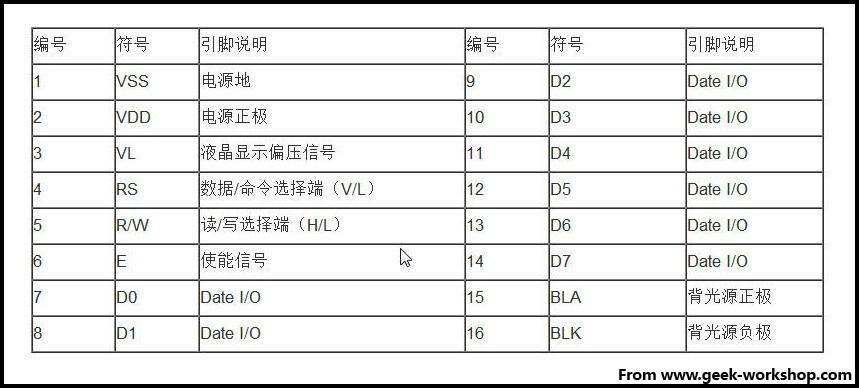 编号 符号 引脚说明 编号 符号 引脚说明
1 VSS 电源地 9 D2 Date I/O
2 VDD 电源正极 10 D3 Date I/O
3 VL 液晶显示偏压信号 11 D4 Date I/O
4 RS 数据/命令选择端（V/L） 12 D5 Date I/O
5 R/W 读/写选择端（H/L） 13 D6 Date I/O
6 E 使能信号 14 D7 Date I/O
7 D0 Date I/O 15 BLA 背光源正极
8 D1 Date I/O 16 BLK 背光源负极
From www.geek-workshop.com